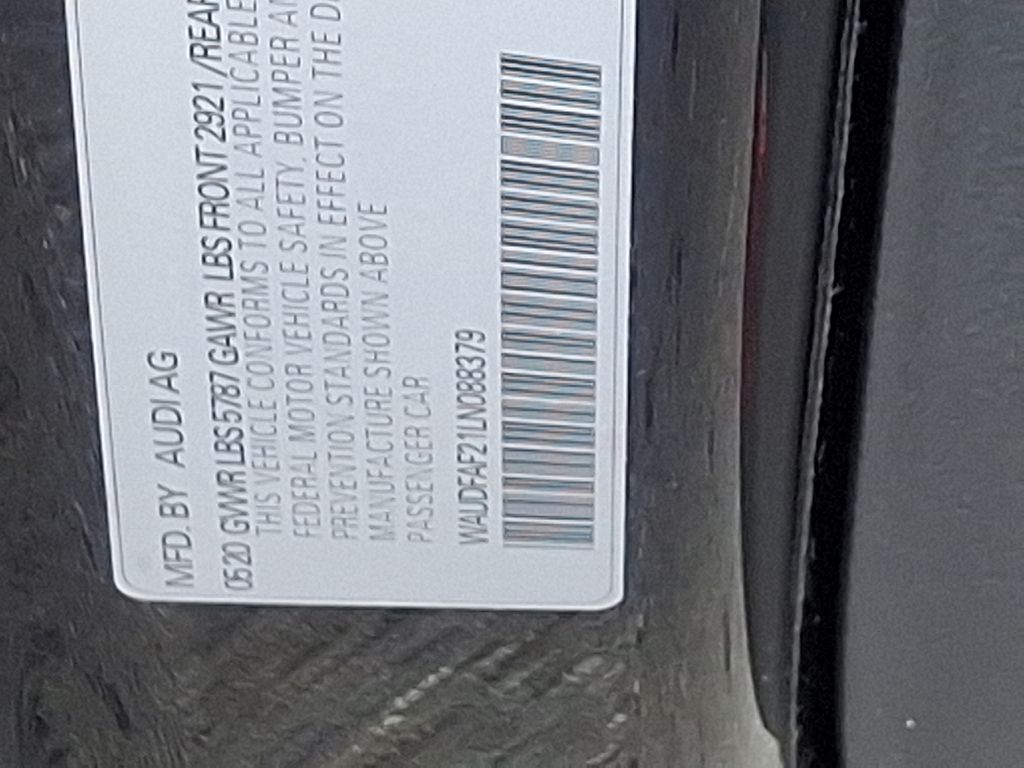 MFD. BY AUDI AG
0520 GVWR LBS 5787 GAWR LBS FRONT 2921 / REAR
THIS VEHICLE CONFORMS TO ALL APPLICABLE
FEDERAL MOTOR VEHICLE SAFETY, BUMPER
PREVENTION STANDARDS IN EFFECT ON THE
MANUFACTURE SHOWN ABOVE
PASSENGER CAR
WAUDFAF21LN088379